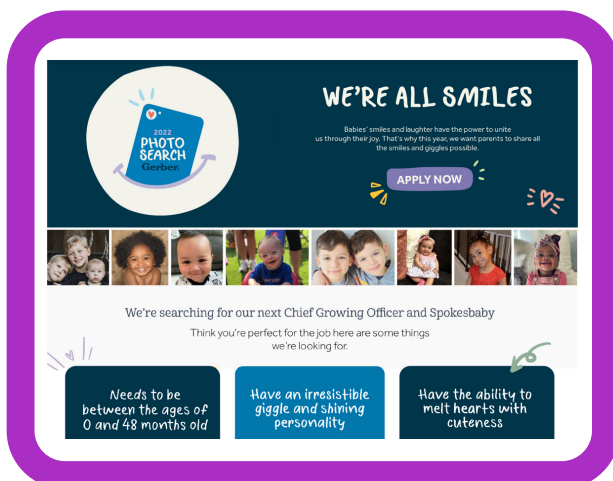 2022
PHOTO
SEARCH
Gerber
WE'RE ALL SMILES
Babies' smiles and laughter have the power to unite
us through their joy. That's why this year, we want parents to share all
the smiles and giggles possible.
APPLY NOW
We're searching for our next Chief Growing Officer and Spokesbaby
Think you're perfect for the job here are some things
we're looking for.
Needs to be
between the ages of
0 and 48 months old
Have an irresistible
giggle and shining
personality
Have the ability to
melt hearts with
cuteness